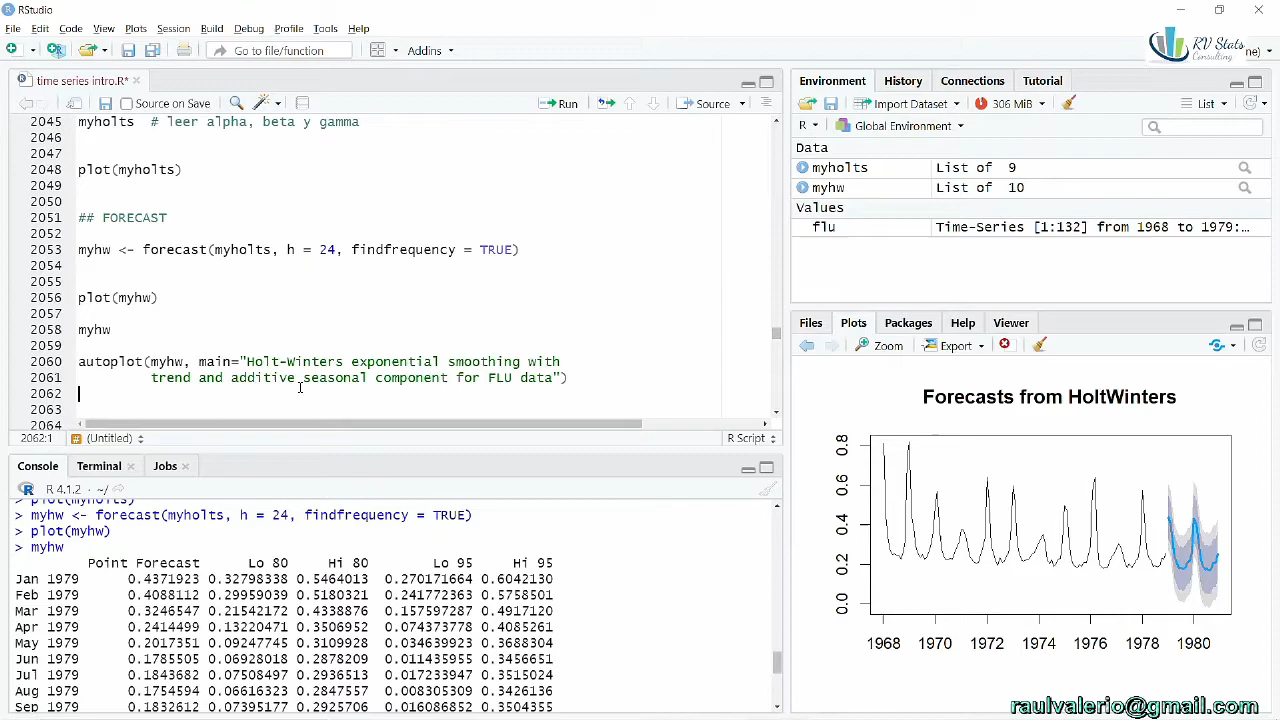 RStudio
File Edit Code View Plots Session Build Debug Profile Tools Help
Go to file/function
Addins
RV Stats
Consulting
ne)
time series intro.R*
Source on Save
Run
Source
2045 myholts # leer alpha, beta y gamma
2046
2047
2048 plot(myholts)
2049
2050
2051 ## FORECAST
2052
2053 myhw <- forecast(myholts, h = 24, findfrequency = TRUE)
2054
2055
2056 plot(myhw)
2057
2058 myhw
2059
2060 autoplot(myhw, main="Holt-Winters exponential smoothing with
2061 trend and additive seasonal component for FLU data")
2062
2063
2064
2062:1 # (Untitled) R Script
Console Terminal Jobs
R 4.1.2 · ~/
> plot(myholts)
> myhw <- forecast(myholts, h = 24, findfrequency = TRUE)
> plot(myhw)
> myhw
Point Forecast Lo 80 Hi 80 Lo 95 Hi 95
Jan 1979 0.4371923 0.32798338 0.5464013 0.270171664 0.6042130
Feb 1979 0.4088112 0.29959039 0.5180321 0.241772363 0.5758501
Mar 1979 0.3246547 0.21542172 0.4338876 0.157597287 0.4917120
Apr 1979 0.2414499 0.13220471 0.3506952 0.074373778 0.4085261
May 1979 0.2017351 0.09247745 0.3109928 0.034639923 0.3688304
Jun 1979 0.1785505 0.06928018 0.2878209 0.011435955 0.3456651
Jul 1979 0.1843682 0.07508497 0.2936513 0.017233947 0.3515024
Aug 1979 0.1754594 0.06616323 0.2847557 0.008305309 0.3426136
Sep 1979 0.1832612 0.07395177 0.2925706 0.016086852 0.3504355
Environment History Connections Tutorial
Import Dataset 306 MiB List
R Global Environment
Data
myholts List of 9
myhw List of 10
Values
flu Time-Series [1:132] from 1968 to 1979:…
Files Plots Packages Help Viewer
Zoom Export
Forecasts from HoltWinters
0.8
0.6
0.4
0.2
0.0
1968 1970 1972 1974 1976 1978 1980
raulvalerio@gmail.com